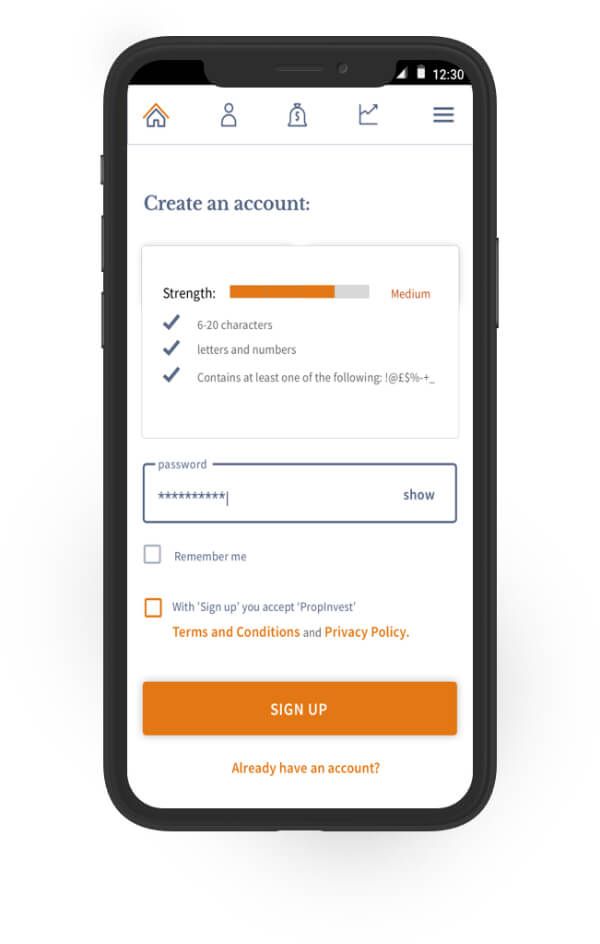 12:30
$
Create an account:
Strength: Medium
6-20 characters
letters and numbers
Contains at least one of the following: !@£$%-+_
password
**********| show
Remember me
With 'Sign up' you accept 'PropInvest'
Terms and Conditions and Privacy Policy.
SIGN UP
Already have an account?